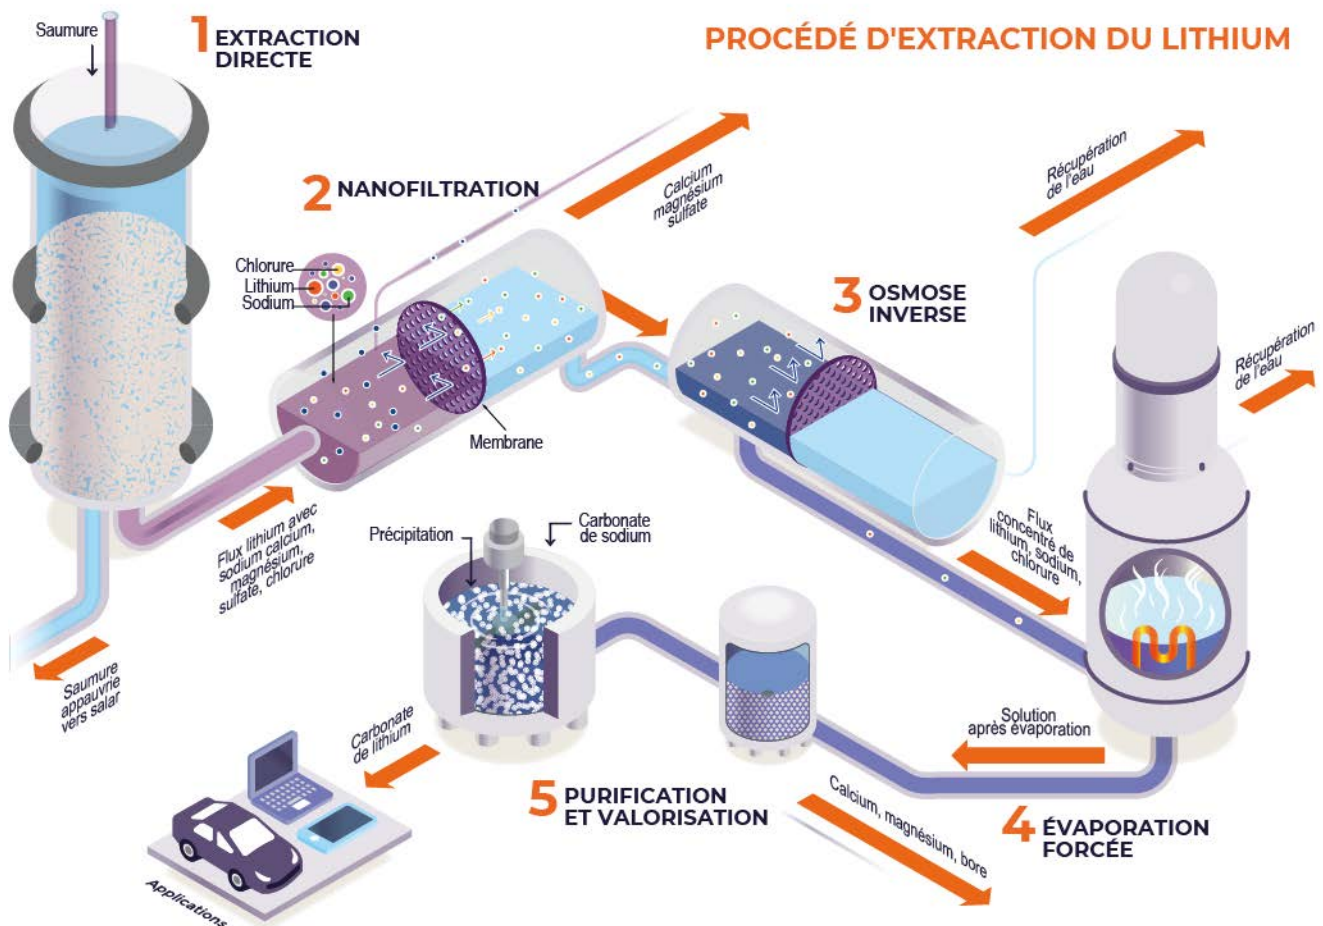 PROCÉDÉ D'EXTRACTION DU LITHIUM
Saumure
1 EXTRACTION
DIRECTE
2 NANOFILTRATION
Calcium
magnésium
sulfate
Chlorure
Lithium
Sodium
Membrane
Flux lithium avec
sodium calcium,
magnésium,
sulfate, chlorure
Saumure
appauvrie
vers salar
3 OSMOSE
INVERSE
Récupération
de l'eau
Récupération
de l'eau
Flux
concentré de
lithium, sodium,
chlorure
Solution
après évaporation
4 ÉVAPORATION
FORCÉE
Précipitation
Carbonate
de sodium
5 PURIFICATION
ET VALORISATION
Calcium, magnésium, bore
Carbonate
de lithium
Applications